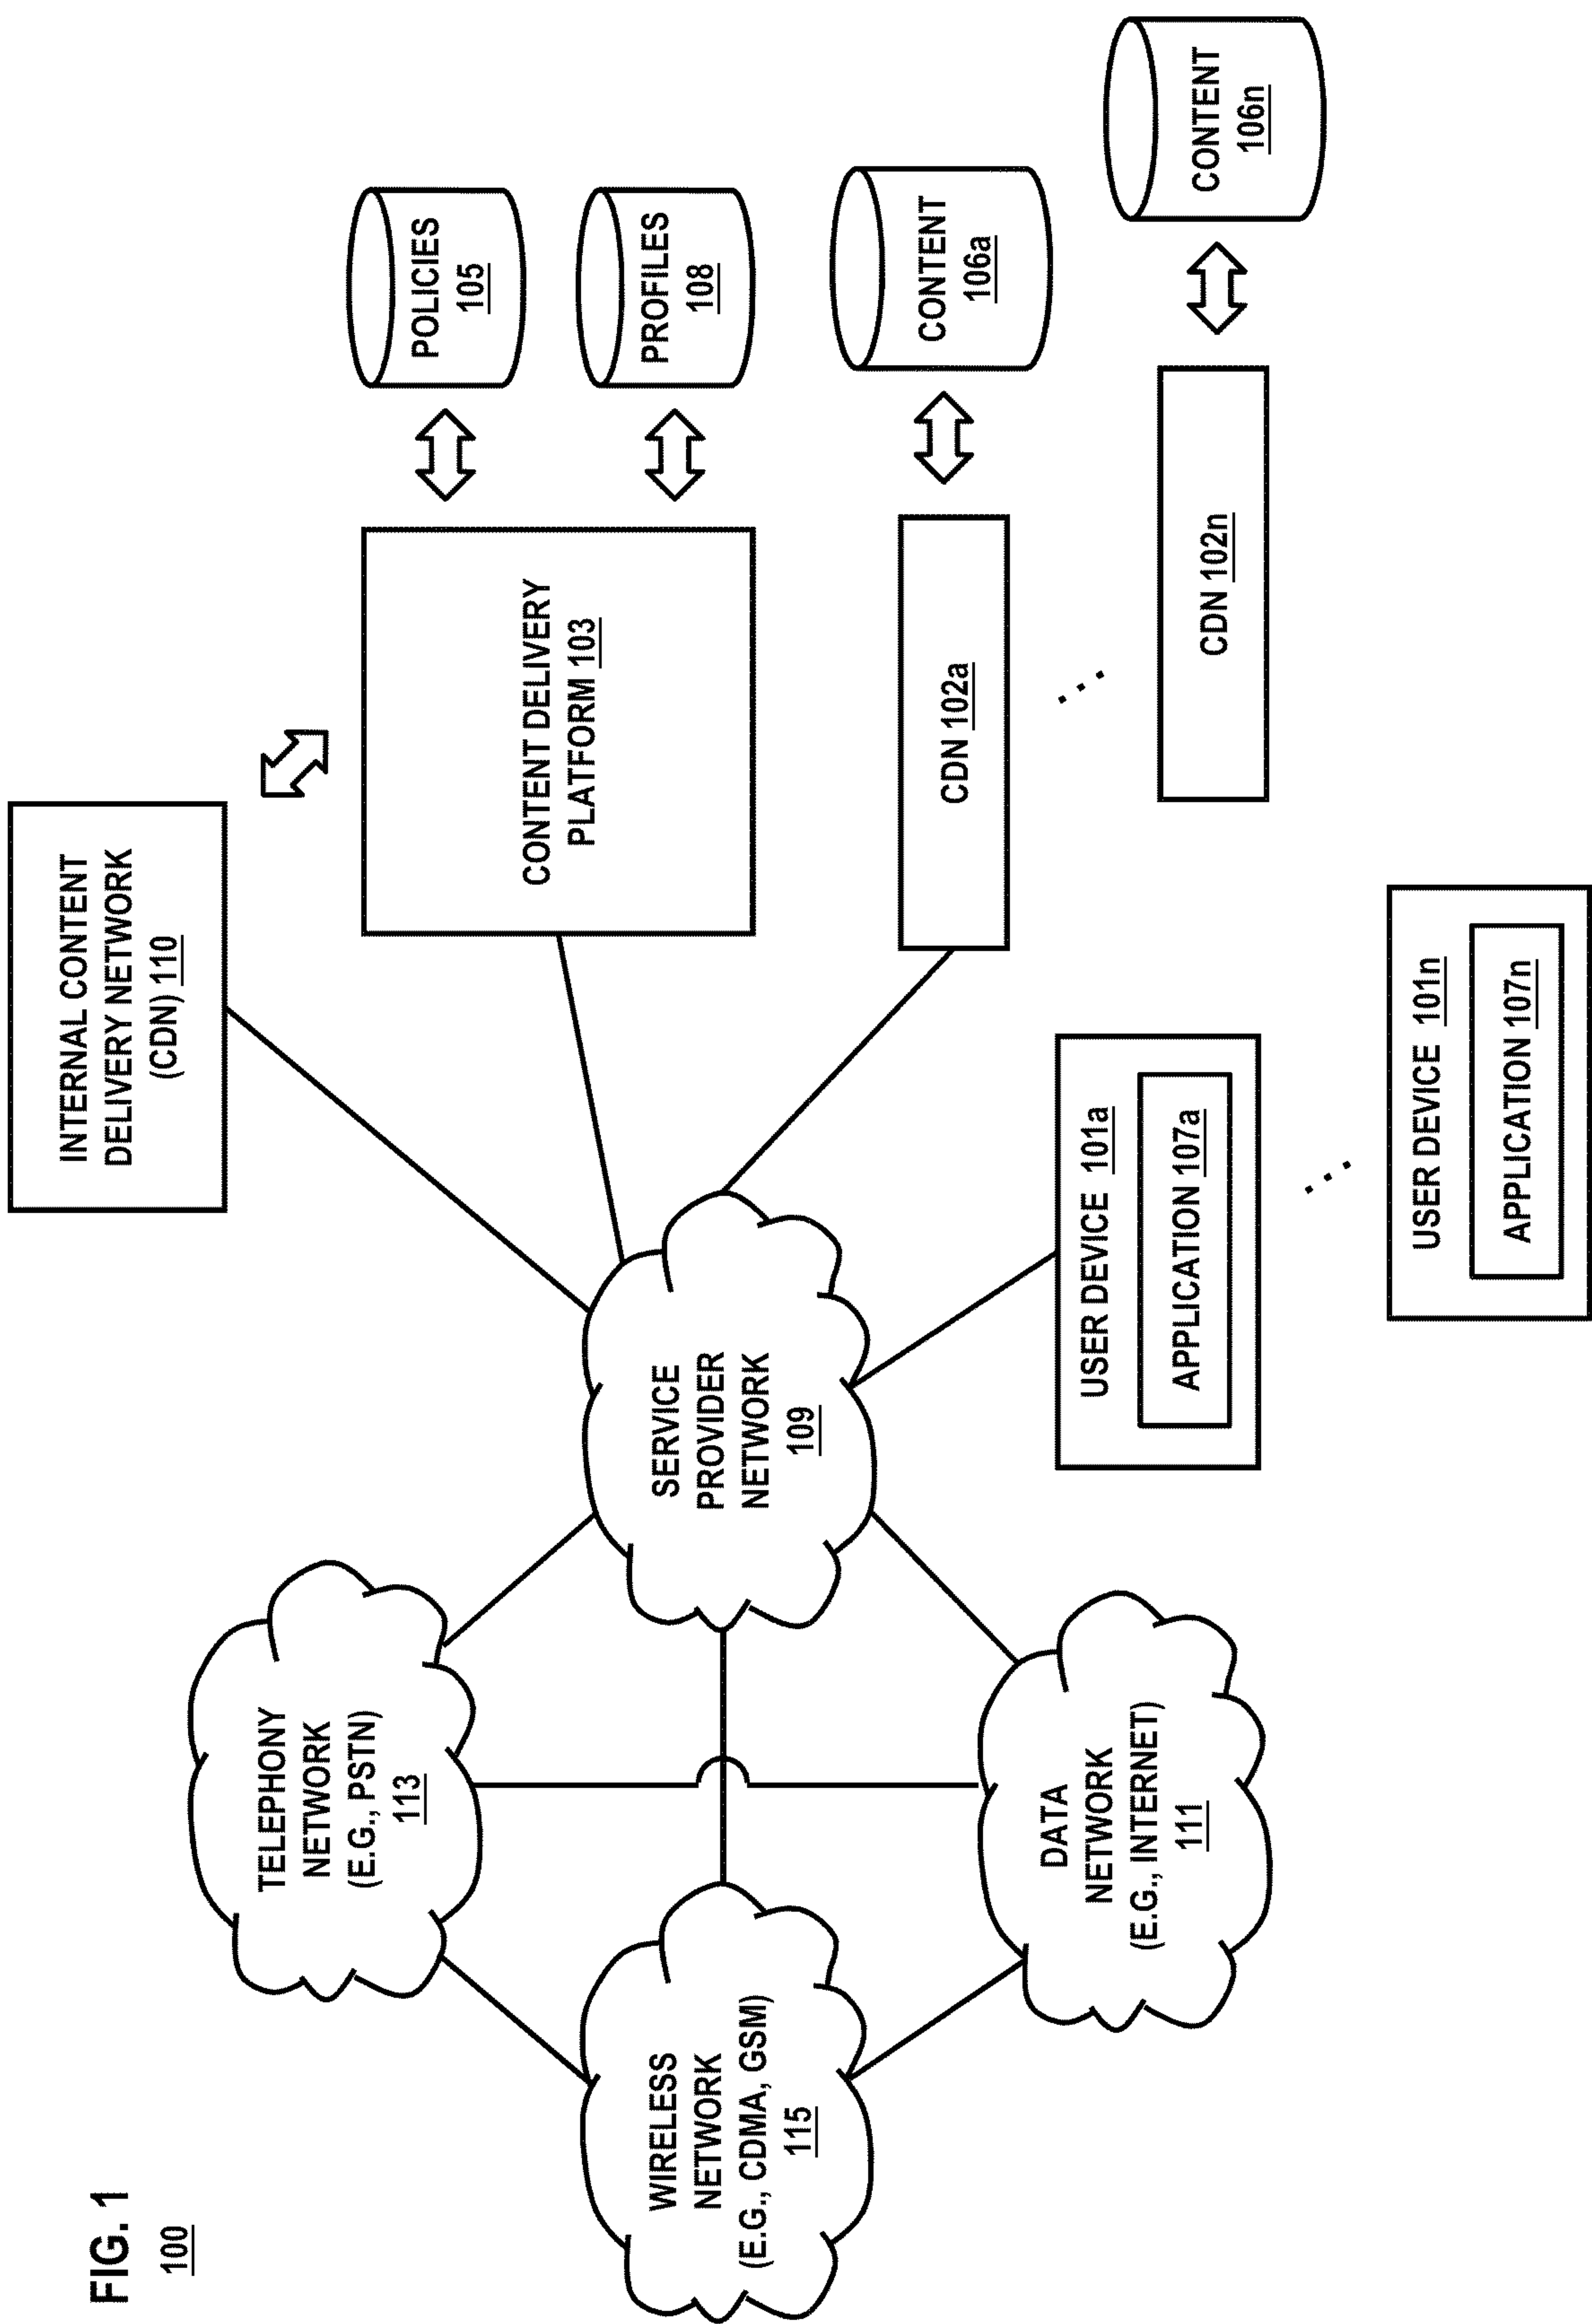 FIG. 1
100
INTERNAL CONTENT
DELIVERY NETWORK
(CDN) 110
TELEPHONY
NETWORK
(E.G., PSTN)
113
CONTENT DELIVERY
PLATFORM 103
POLICIES
105
PROFILES
108
WIRELESS
NETWORK
(E.G., CDMA, GSM)
115
SERVICE
PROVIDER
NETWORK
109
CDN 102a
CONTENT
106a
DATA
NETWORK
(E.G., INTERNET)
111
USER DEVICE 101a
APPLICATION 107a
CDN 102n
CONTENT
106n
USER DEVICE 101n
APPLICATION 107n